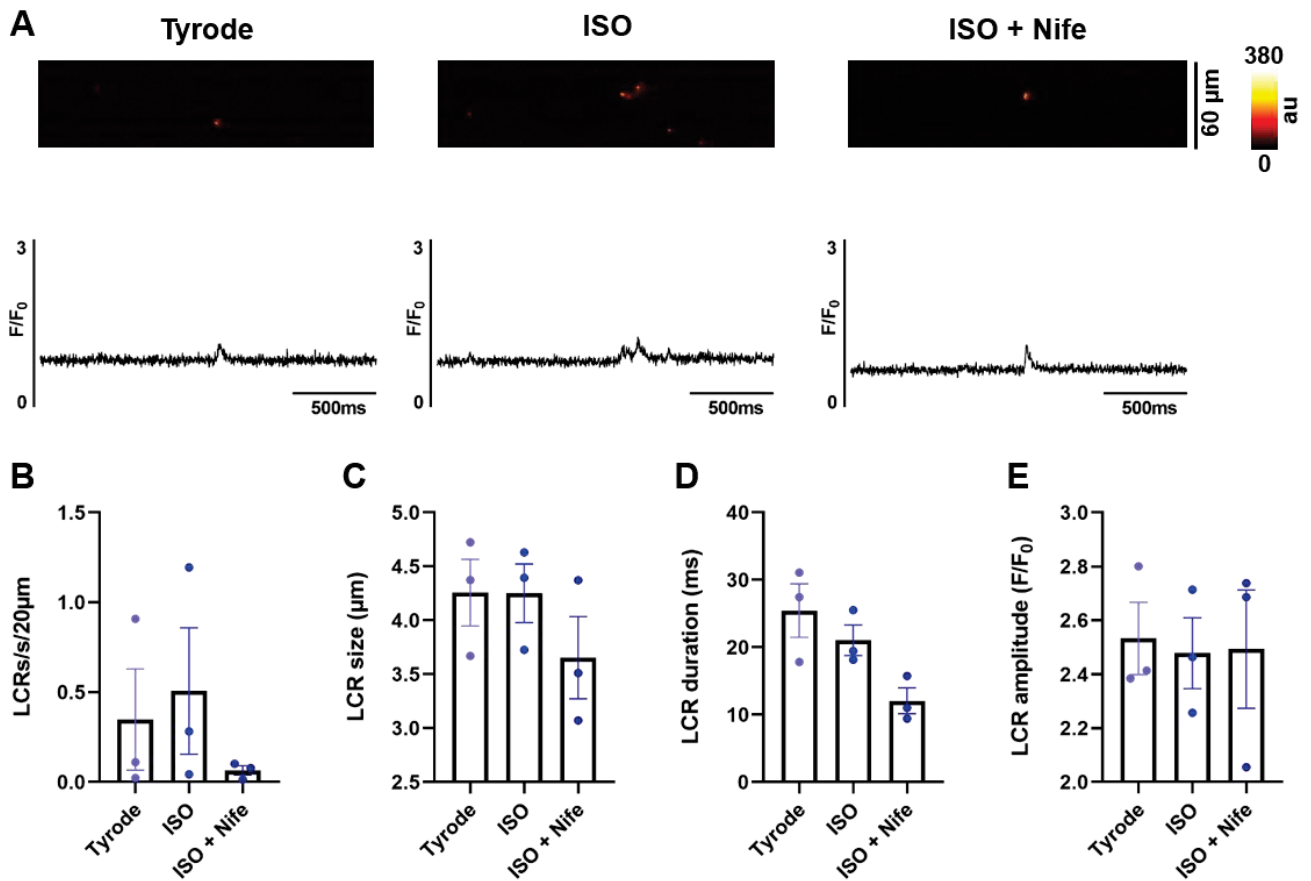 A
Tyrode
ISO
ISO + Nife
60 µm
380
au
0
3
F/F0
0
500ms
3
F/F0
0
500ms
3
F/F0
0
500ms
B
1.5
1.0
0.5
0.0
LCRs/s/20µm
Tyrode
ISO
ISO + Nife
C
5.0
4.5
4.0
3.5
3.0
2.5
LCR size (µm)
Tyrode
ISO
ISO + Nife
D
40
30
20
10
0
LCR duration (ms)
Tyrode
ISO
ISO + Nife
E
3.0
2.8
2.6
2.4
2.2
2.0
LCR amplitude (F/F0)
Tyrode
ISO
ISO + Nife